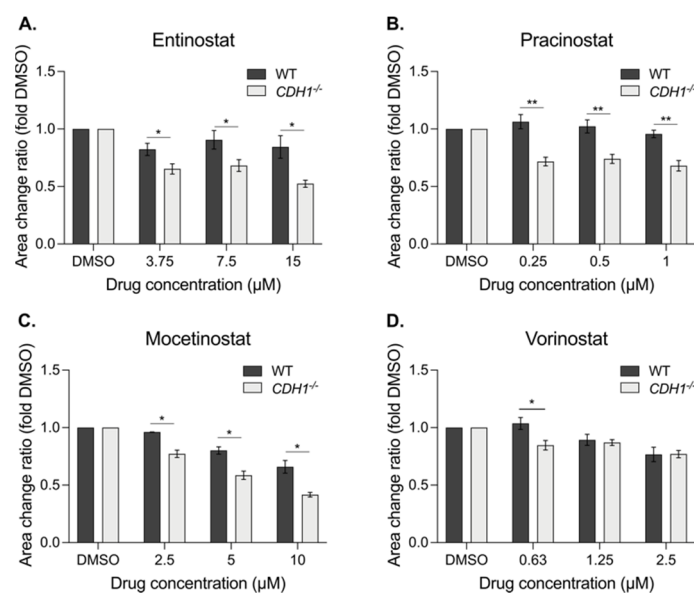 A.
Entinostat
Area change ratio (fold DMSO)
1.5
1.0
0.5
0.0
WT
CDH1-/-
*
*
*
DMSO
3.75
7.5
15
Drug concentration (µM)
B.
Pracinostat
Area change ratio (fold DMSO)
1.5
1.0
0.5
0.0
WT
CDH1-/-
**
**
**
DMSO
0.25
0.5
1
Drug concentration (µM)
C.
Mocetinostat
Area change ratio (fold DMSO)
1.5
1.0
0.5
0.0
WT
CDH1-/-
*
*
*
DMSO
2.5
5
10
Drug concentration (µM)
D.
Vorinostat
Area change ratio (fold DMSO)
1.5
1.0
0.5
0.0
WT
CDH1-/-
*
DMSO
0.63
1.25
2.5
Drug concentration (µM)